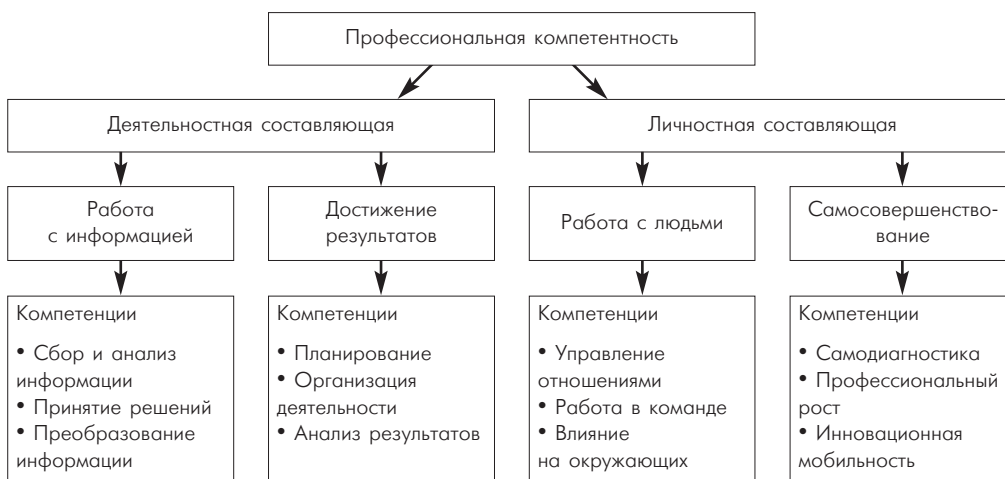 Профессиональная компетентность
Деятельностная составляющая
Личностная составляющая
Работа
с информацией
Достижение
результатов
Работа с людьми
Самосовершенство-
вание
Компетенции
• Сбор и анализ
информации
• Принятие решений
• Преобразование
информации
Компетенции
• Планирование
• Организация
деятельности
• Анализ результатов
Компетенции
• Управление
отношениями
• Работа в команде
• Влияние
на окружающих
Компетенции
• Самодиагностика
• Профессиональный
рост
• Инновационная
мобильность